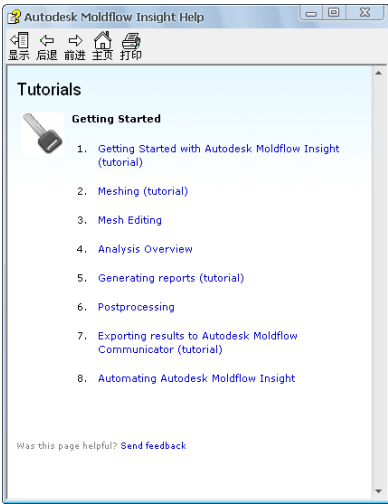 Autodesk Moldflow Insight Help
显示 后退 前进 主页 打印
Tutorials
Getting Started
1. Getting Started with Autodesk Moldflow Insight
(tutorial)
2. Meshing (tutorial)
3. Mesh Editing
4. Analysis Overview
5. Generating reports (tutorial)
6. Postprocessing
7. Exporting results to Autodesk Moldflow
Communicator (tutorial)
8. Automating Autodesk Moldflow Insight
Was this page helpful? Send feedback